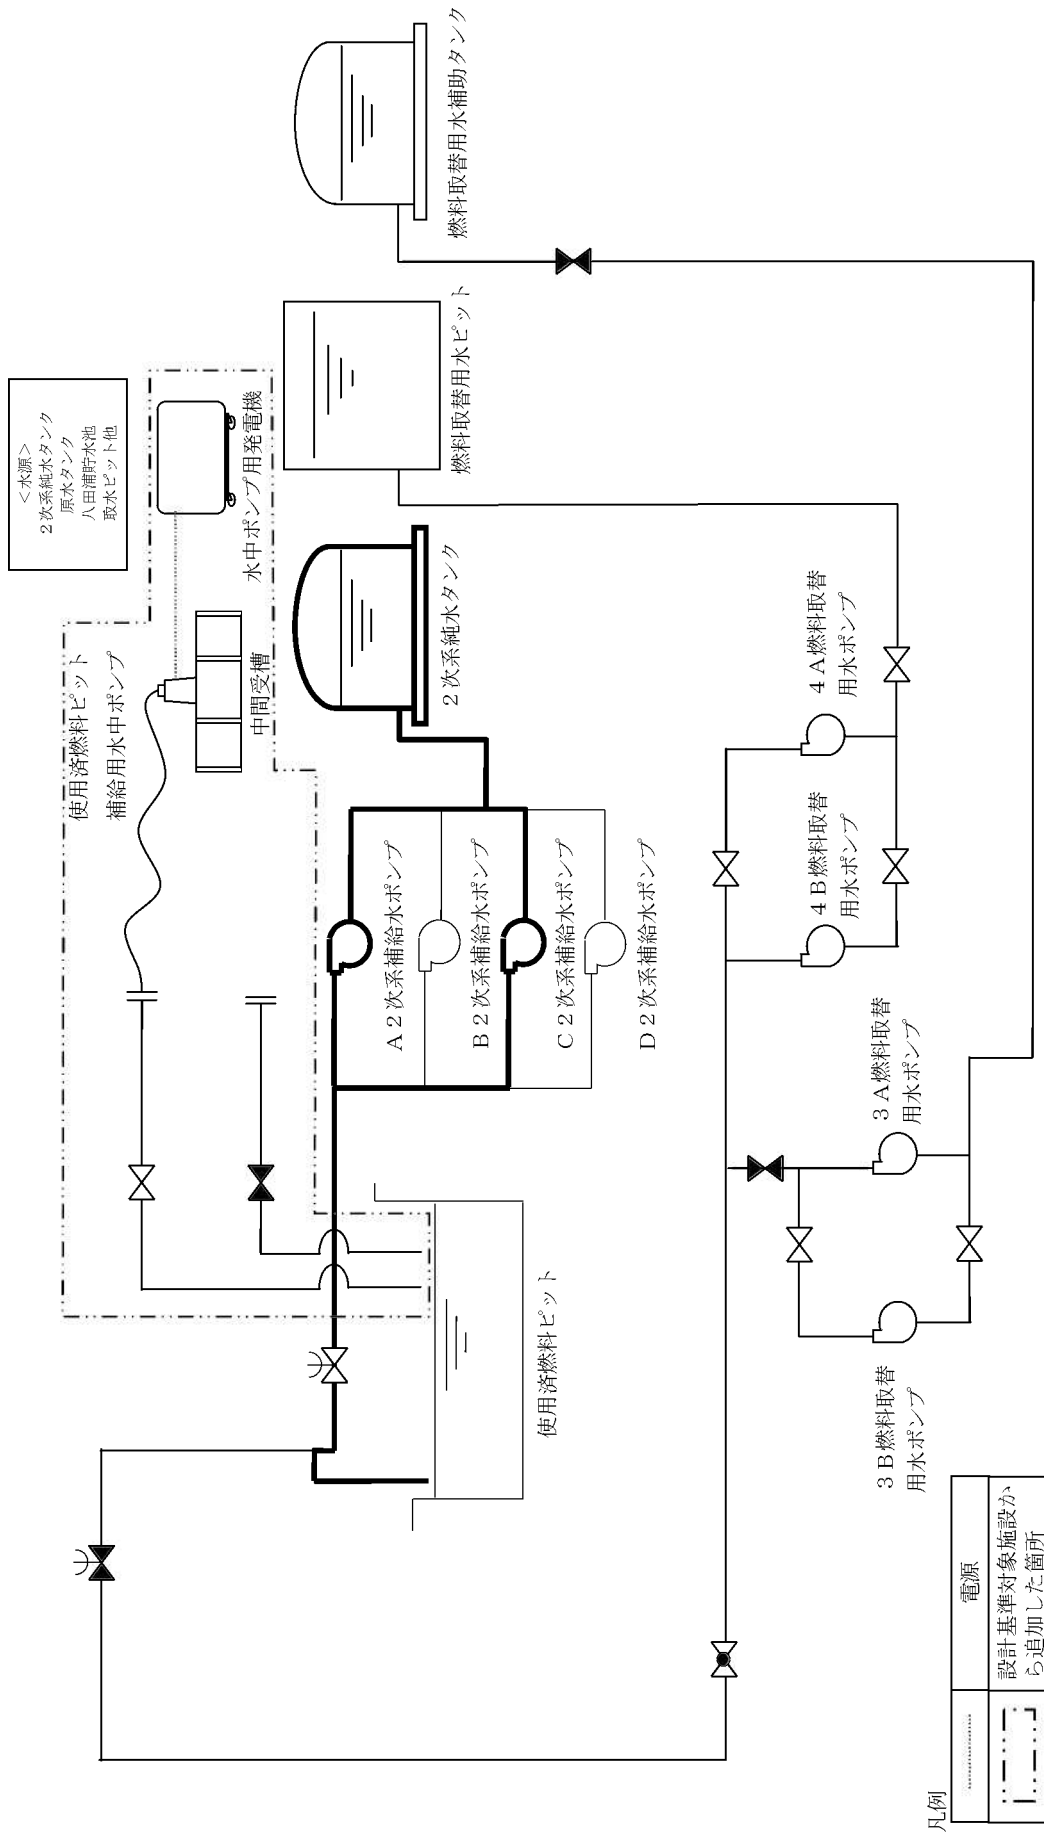 ＜水源＞
２次系純水タンク
原水タンク
八田浦貯水池
取水ピット他
使用済燃料ピット
補給用水中ポンプ
中間受槽
水中ポンプ用発電機
燃料取替用水補助タンク
燃料取替用水ピット
２次系純水タンク
Ａ２次系補給水ポンプ
Ｂ２次系補給水ポンプ
Ｃ２次系補給水ポンプ
Ｄ２次系補給水ポンプ
使用済燃料ピット
４Ａ燃料取替
用水ポンプ
４Ｂ燃料取替
用水ポンプ
３Ａ燃料取替
用水ポンプ
３Ｂ燃料取替
用水ポンプ
凡例
電源
設計基準対象施設か
ら追加した箇所